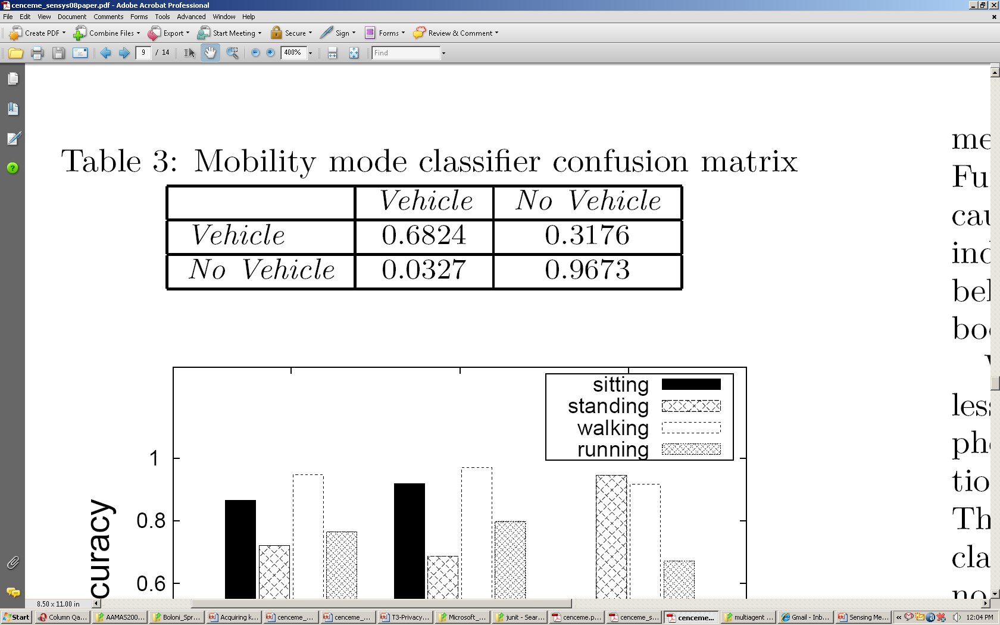 cenceme_sensys08paper.pdf - Adobe Acrobat Professional
File Edit View Document Comments Forms Tools Advanced Window Help
Create PDF Combine Files Export Start Meeting Secure Sign Forms Review & Comment
9 / 14 400% Find
Table 3: Mobility mode classifier confusion matrix
Vehicle No Vehicle
Vehicle 0.6824 0.3176
No Vehicle 0.0327 0.9673
sitting
standing
walking
running
1
0.8
0.6
curacy
me
Fu
cau
ind
bel
boo
less
pho
tio
Th
cla
no
8.50 x 11.00 in
Start Column Qa... AAMAS200... Boloni_Spr... Acquiring k... cenceme_... cenceme_... T3-Privacy... Microsoft_... junit - Sear... cenceme.p... cenceme_s... cenceme... multiagent ... Gmail - Inb... Sensing Me... « 12:04 PM